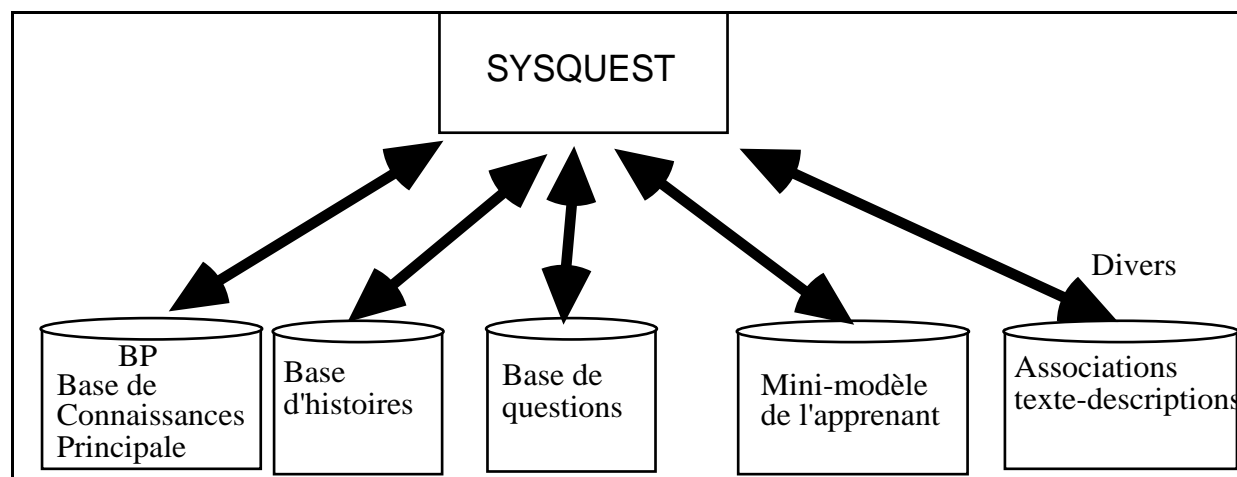 SYSQUEST
Divers
BP
Base de
Connaissances
Principale
Base
d'histoires
Base de
questions
Mini-modèle
de l'apprenant
Associations
texte-descriptions